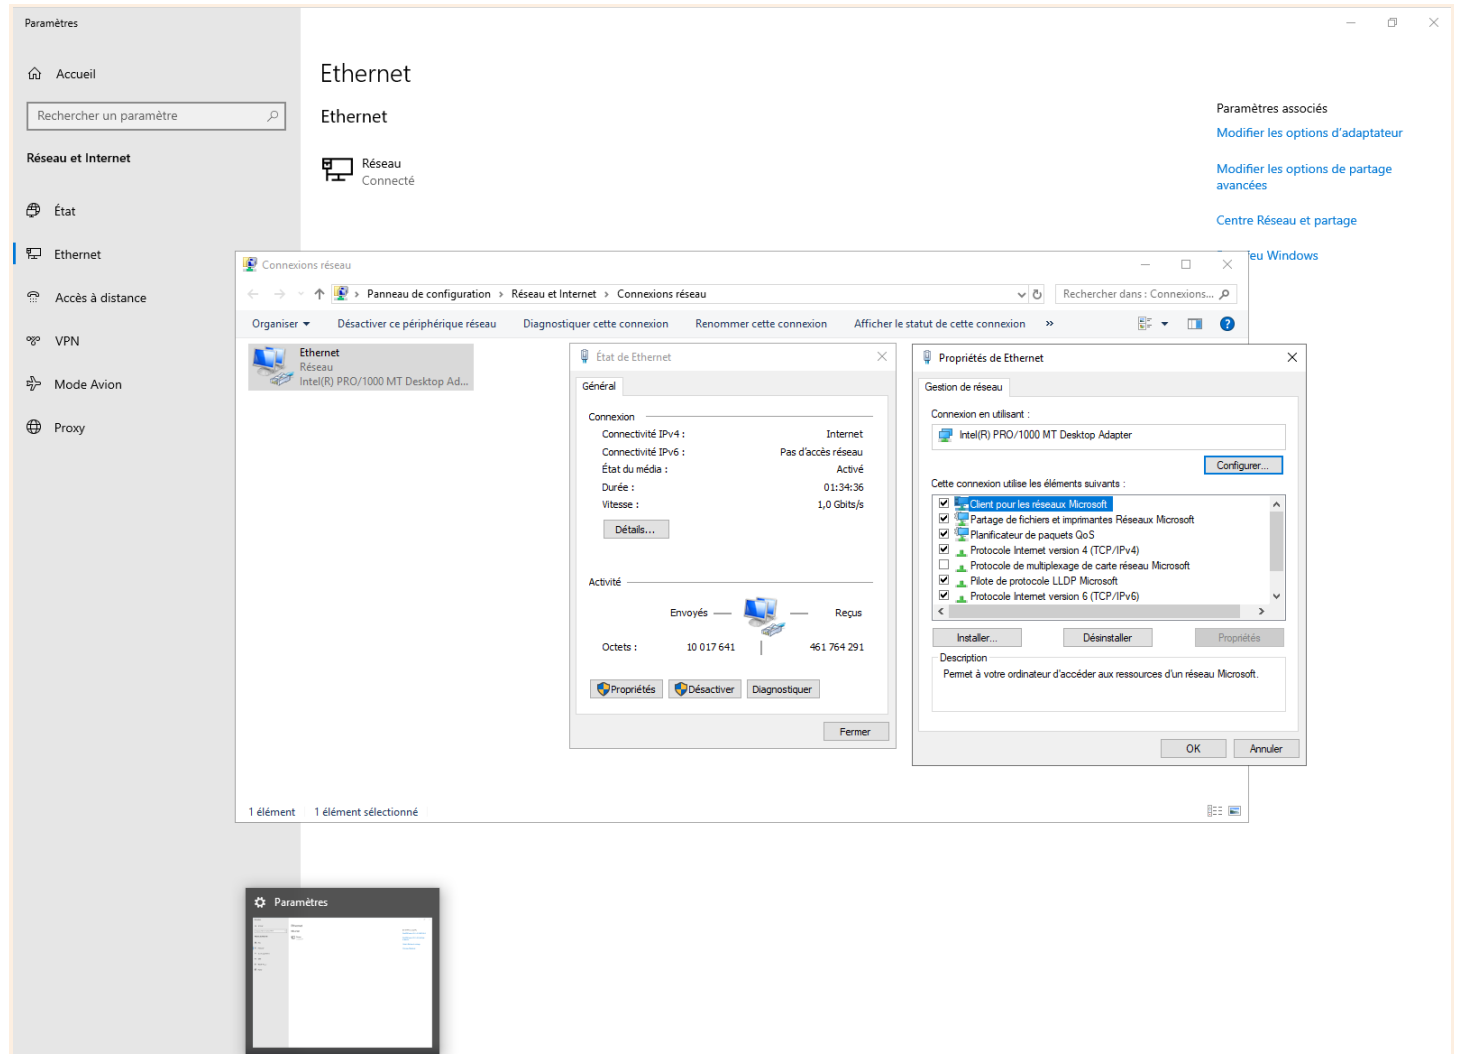 Paramètres
Accueil
Rechercher un paramètre
Réseau et Internet
État
Ethernet
Accès à distance
VPN
Mode Avion
Proxy
Ethernet
Ethernet
Réseau
Connecté
Paramètres associés
Modifier les options d'adaptateur
Modifier les options de partage
avancées
Centre Réseau et partage
eu Windows
Connexions réseau
Panneau de configuration > Réseau et Internet > Connexions réseau
Rechercher dans : Connexions...
Organiser
Désactiver ce périphérique réseau
Diagnostiquer cette connexion
Renommer cette connexion
Afficher le statut de cette connexion
»
Ethernet
Réseau
Intel(R) PRO/1000 MT Desktop Ad...
État de Ethernet
Général
Connexion
Connectivité IPv4 : Internet
Connectivité IPv6 : Pas d'accès réseau
État du média : Activé
Durée : 01:34:36
Vitesse : 1,0 Gbits/s
Détails...
Activité
Envoyés — — Reçus
Octets : 10 017 641 | 461 764 291
Propriétés
Désactiver
Diagnostiquer
Fermer
Propriétés de Ethernet
Gestion de réseau
Connexion en utilisant :
Intel(R) PRO/1000 MT Desktop Adapter
Configurer...
Cette connexion utilise les éléments suivants :
Client pour les réseaux Microsoft
Partage de fichiers et imprimantes Réseaux Microsoft
Planificateur de paquets QoS
Protocole Internet version 4 (TCP/IPv4)
Protocole de multiplexage de carte réseau Microsoft
Pilote de protocole LLDP Microsoft
Protocole Internet version 6 (TCP/IPv6)
Installer...
Désinstaller
Propriétés
Description
Permet à votre ordinateur d'accéder aux ressources d'un réseau Microsoft.
OK
Annuler
1 élément
1 élément sélectionné
Paramètres